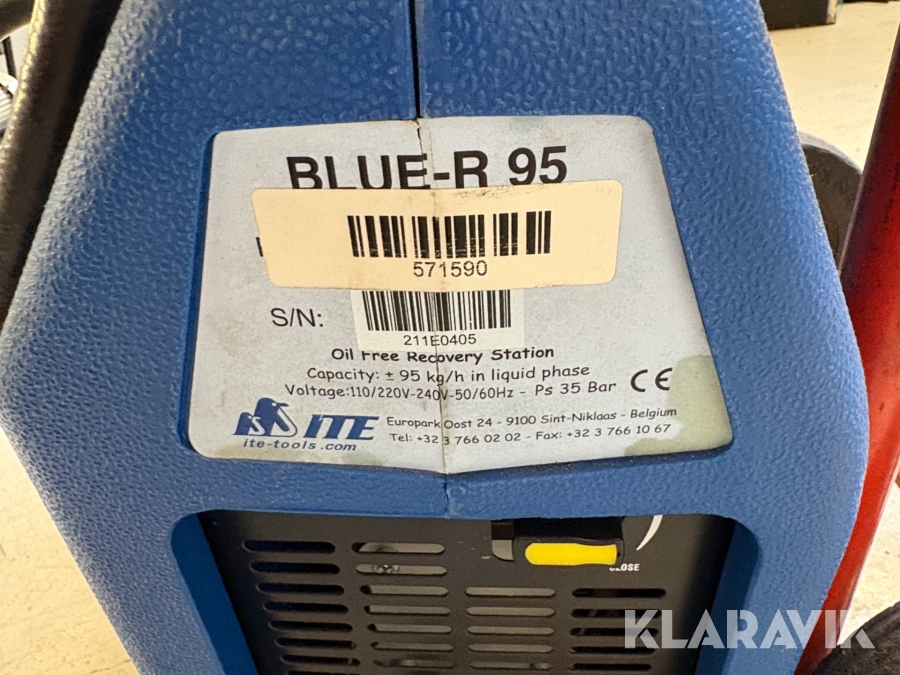 BLUE-R 95
571590
S/N:
211E0405
Oil Free Recovery Station
Capacity: ± 95 kg/h in liquid phase
Voltage:110/220V-240V-50/60Hz - Ps 35 Bar CE
ITE
ite-tools.com
Europark Oost 24 - 9100 Sint-Niklaas - Belgium
Tel: +32 3 766 02 02 - Fax: +32 3 766 10 67
CLOSE
KLARAVIK